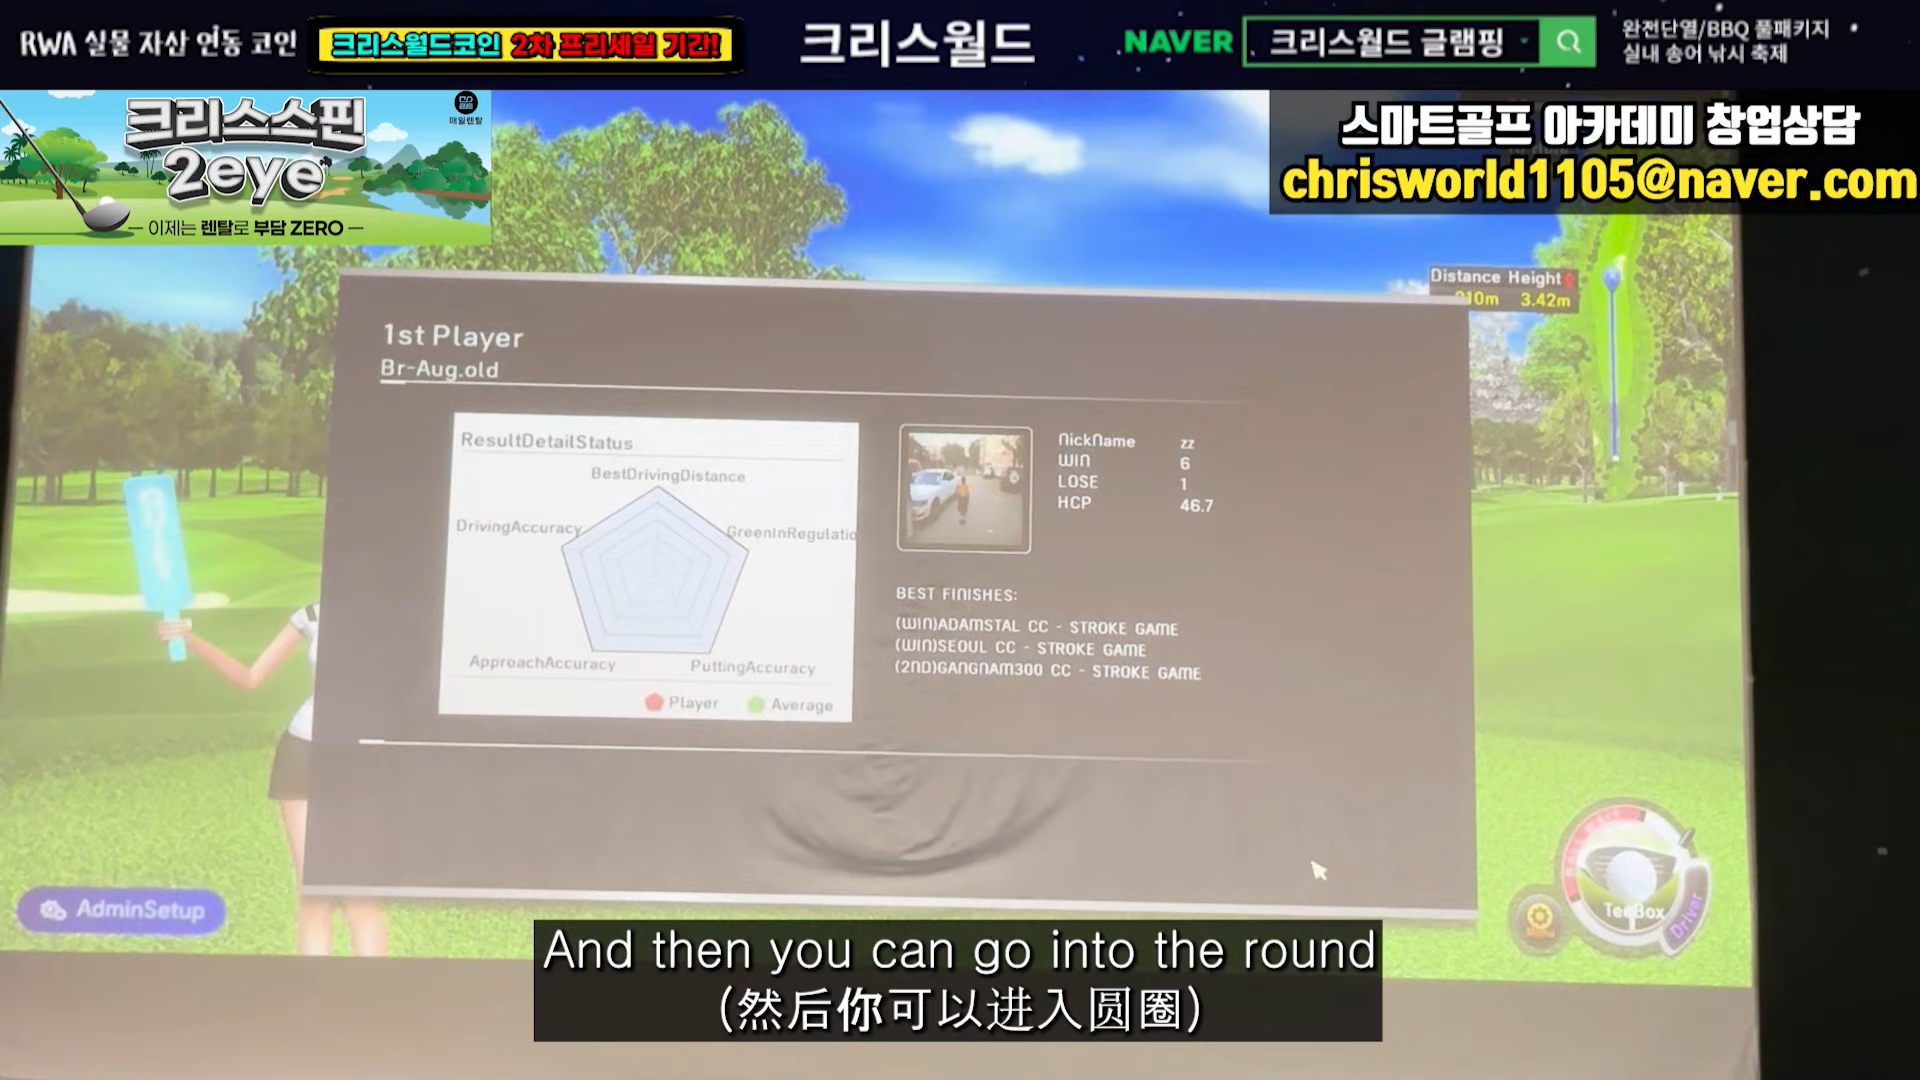 RWA 실물 자산 연동 코인
크리스월드코인 2차 프리세일 기간!
크리스월드
NAVER
크리스월드 글램핑
완전단열/BBQ 풀패키지
실내 송어 낚시 축제
크리스스핀
2eye
매일렌탈
이제는 렌탈로 부담 ZERO
스마트골프 아카데미 창업상담
chrisworld1105@naver.com
Distance Height
3.42m
1st Player
Br-Aug.old
ResultDetailStatus
BestDrivingDistance
DrivingAccuracy
GreenInRegulatio
ApproachAccuracy
PuttingAccuracy
Player
Average
NickName zz
WIN 6
LOSE 1
HCP 46.7
BEST FINISHES:
(WIN)ADAMSTAL CC - STROKE GAME
(WIN)SEOUL CC - STROKE GAME
(2ND)GANGNAM300 CC - STROKE GAME
AdminSetup
TeeBox
Driver
And then you can go into the round
(然后你可以进入圆圈)